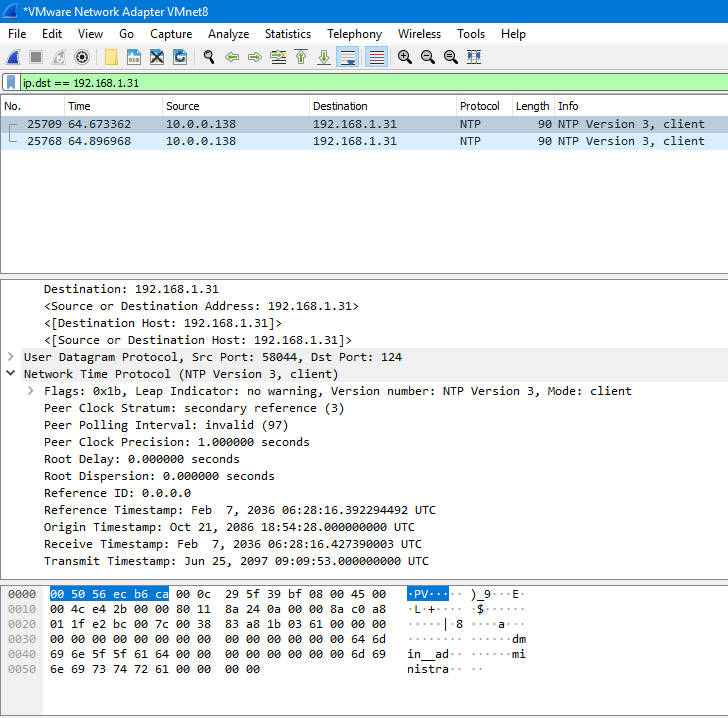 *VMware Network Adapter VMnet8
File Edit View Go Capture Analyze Statistics Telephony Wireless Tools Help
ip.dst == 192.168.1.31
No. Time Source Destination Protocol Length Info
25709 64.673362 10.0.0.138 192.168.1.31 NTP 90 NTP Version 3, client
25768 64.896968 10.0.0.138 192.168.1.31 NTP 90 NTP Version 3, client
Destination: 192.168.1.31
<Source or Destination Address: 192.168.1.31>
<[Destination Host: 192.168.1.31]>
<[Source or Destination Host: 192.168.1.31]>
User Datagram Protocol, Src Port: 58044, Dst Port: 124
Network Time Protocol (NTP Version 3, client)
Flags: 0x1b, Leap Indicator: no warning, Version number: NTP Version 3, Mode: client
Peer Clock Stratum: secondary reference (3)
Peer Polling Interval: invalid (97)
Peer Clock Precision: 1.000000 seconds
Root Delay: 0.000000 seconds
Root Dispersion: 0.000000 seconds
Reference ID: 0.0.0.0
Reference Timestamp: Feb  7, 2036 06:28:16.392294492 UTC
Origin Timestamp: Oct 21, 2086 18:54:28.000000000 UTC
Receive Timestamp: Feb  7, 2036 06:28:16.427390003 UTC
Transmit Timestamp: Jun 25, 2097 09:09:53.000000000 UTC
0000 00 50 56 ec b6 ca 00 0c 29 5f 39 bf 08 00 45 00 ·PV····· )_9···E·
0010 00 4c e4 2b 00 00 80 11 8a 24 0a 00 00 8a c0 a8 ·L·+···· ·$······
0020 01 1f e2 bc 00 7c 00 38 83 a8 1b 03 61 00 00 00 ·····|·8 ····a···
0030 00 00 00 00 00 00 00 00 00 00 00 00 00 00 64 6d ········ ······dm
0040 69 6e 5f 5f 61 64 00 00 00 00 00 00 00 00 6d 69 in__ad·· ······mi
0050 6e 69 73 74 72 61 00 00 00 00 nistra·· ··